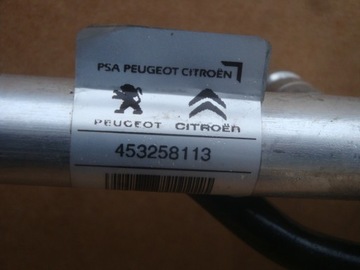 PSA PEUGEOT CITROËN
PEUGEOT CITROËN
453258113